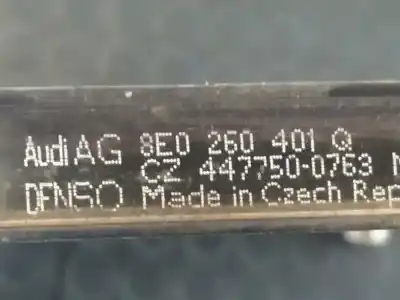 Audi AG 8E0 260 401 Q
CZ 447750-0763 N
DENSO Made in Czech Rep